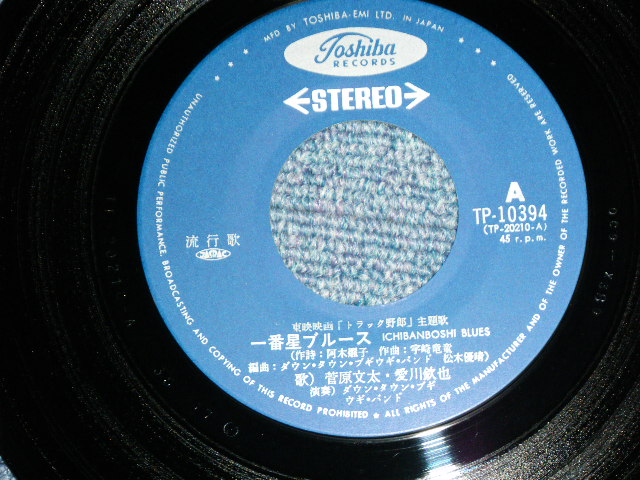 MFD BY TOSHIBA-EMI LTD. IN JAPAN
Toshiba
RECORDS
STEREO
A
TP-10394
(TP-20210-A)
45 r.p.m.
流行歌
JASRAC
東映映画「トラック野郎」主題歌
一番星ブルース ICHIBANBOSHI BLUES
(作詩：阿木燿子 作曲：宇崎竜童)
編曲：ダウン・タウン・ブギウギ・バンド 松木優晴
歌）菅原文太・愛川欽也
演奏）ダウン・タウン・ブギ
ウギ・バンド
UNAUTHORIZED PUBLIC PERFORMANCE, BROADCASTING AND COPYING OF THIS RECORD PROHIBITED ★ ALL RIGHTS OF THE MANUFACTURER AND OF THE OWNER OF THE RECORDED WORK ARE RESERVED